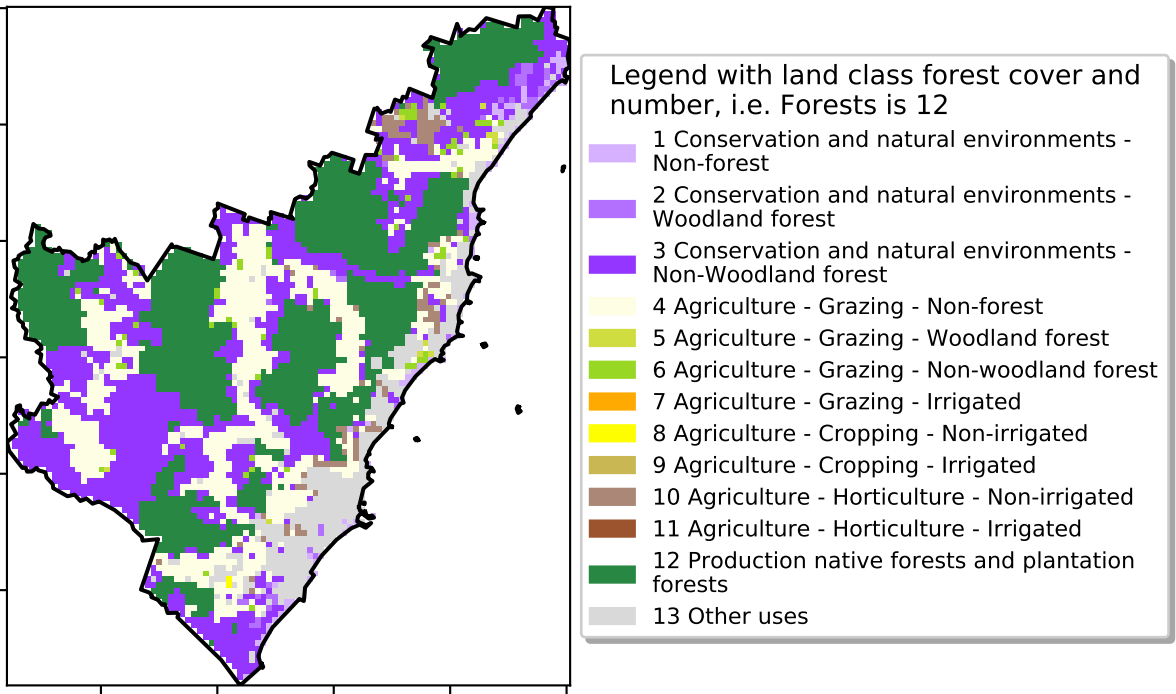 Legend with land class forest cover and
number, i.e. Forests is 12
1 Conservation and natural environments -
Non-forest
2 Conservation and natural environments -
Woodland forest
3 Conservation and natural environments -
Non-Woodland forest
4 Agriculture - Grazing - Non-forest
5 Agriculture - Grazing - Woodland forest
6 Agriculture - Grazing - Non-woodland forest
7 Agriculture - Grazing - Irrigated
8 Agriculture - Cropping - Non-irrigated
9 Agriculture - Cropping - Irrigated
10 Agriculture - Horticulture - Non-irrigated
11 Agriculture - Horticulture - Irrigated
12 Production native forests and plantation
forests
13 Other uses